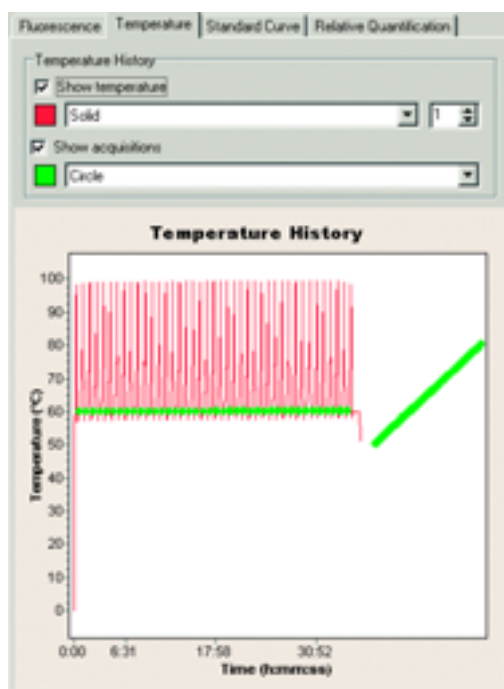 Fluorescence Temperature Standard Curve Relative Quantification
Temperature History
Show temperature
Solid 1
Show acquisitions
Circle
Temperature History
100
90
80
70
60
50
40
30
20
10
0
Temperature (°C)
0:00 6:31 17:58 30:52
Time (h:mm:ss)